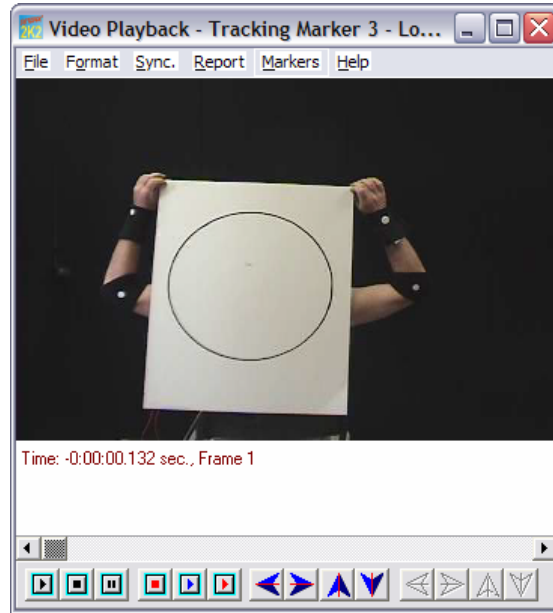 2K2 Video Playback - Tracking Marker 3 - Lo...
File Format Sync. Report Markers Help
Time: -0:00:00.132 sec., Frame 1